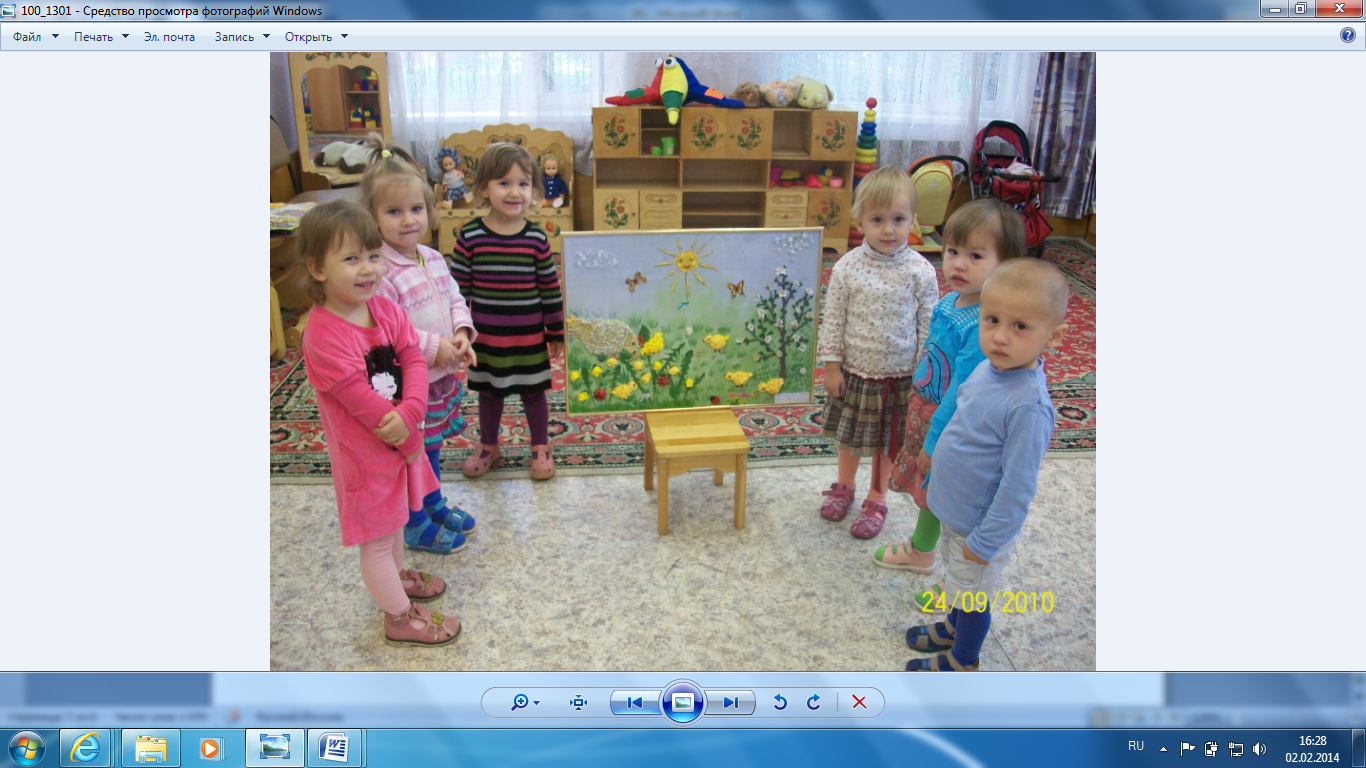 100_1301 - Средство просмотра фотографий Windows
Файл Печать Эл. почта Запись Открыть
24/09/2010
RU
16:28
02.02.2014